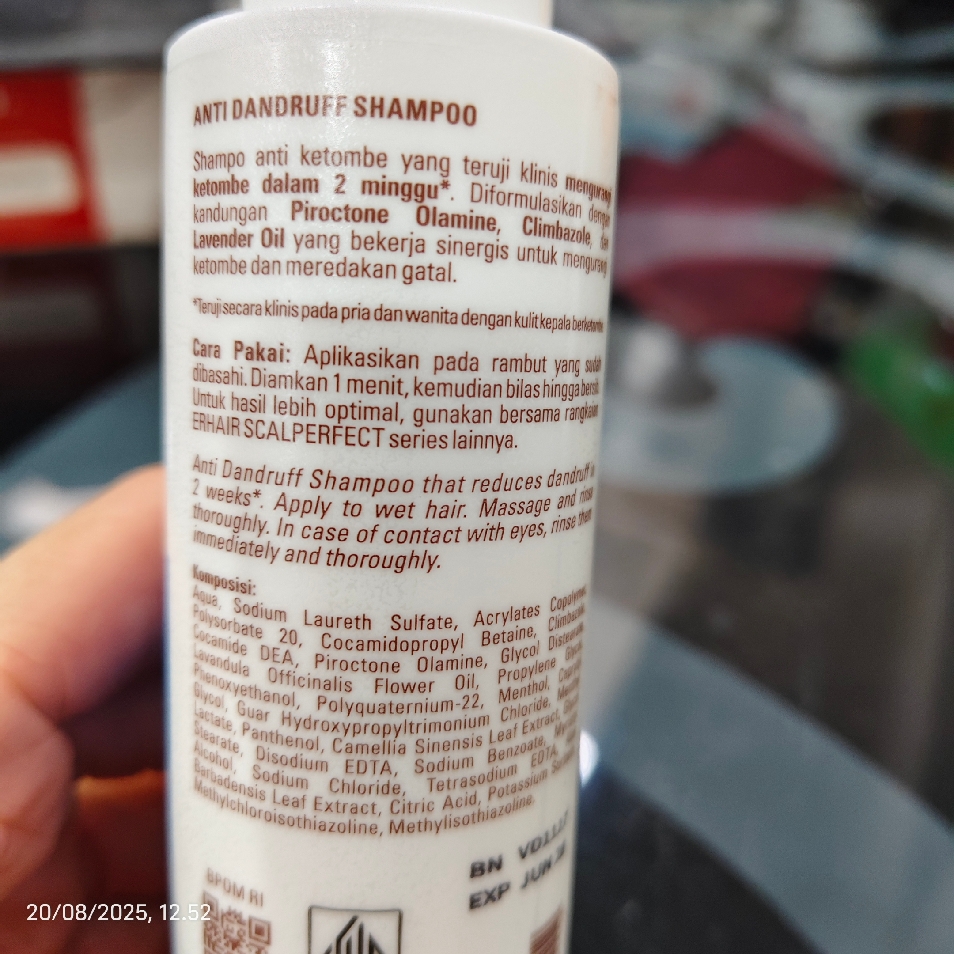 ANTI DANDRUFF SHAMPOO
Shampo anti ketombe yang teruji klinis
ketombe dalam 2 minggu*. Diformulasikan
kandungan Piroctone Olamine, Climbazole,
Lavender Oil yang bekerja sinergis untuk
ketombe dan meredakan gatal.
*Teruji secara klinis pada pria dan wanita dengan kulit kepala
Cara Pakai: Aplikasikan pada rambut yang
dibasahi. Diamkan 1 menit, kemudian bilas hingga
Untuk hasil lebih optimal, gunakan bersama
ERHAIR SCALPERFECT series lainnya.
Anti Dandruff Shampoo that reduces dandruff
2 weeks*. Apply to wet hair. Massage and
thoroughly. In case of contact with eyes, rinse
immediately and thoroughly.
Komposisi:
Aqua, Sodium Laureth Sulfate, Acrylates
Polysorbate 20, Cocamidopropyl Betaine,
Cocamide DEA, Piroctone Olamine, Glycol
Lavandula Officinalis Flower Oil, Propylene
Phenoxyethanol, Polyquaternium-22, Menthol,
Glycol, Guar Hydroxypropyltrimonium Chloride,
Lactate, Panthenol, Camellia Sinensis Leaf Extract,
Stearate, Disodium EDTA, Sodium Benzoate,
Alcohol, Sodium Chloride, Tetrasodium EDTA,
Barbadensis Leaf Extract, Citric Acid, Potassium
Methylchloroisothiazoline, Methylisothiazoline.
BN
EXP JUN
BPOM RI
20/08/2025, 12.52